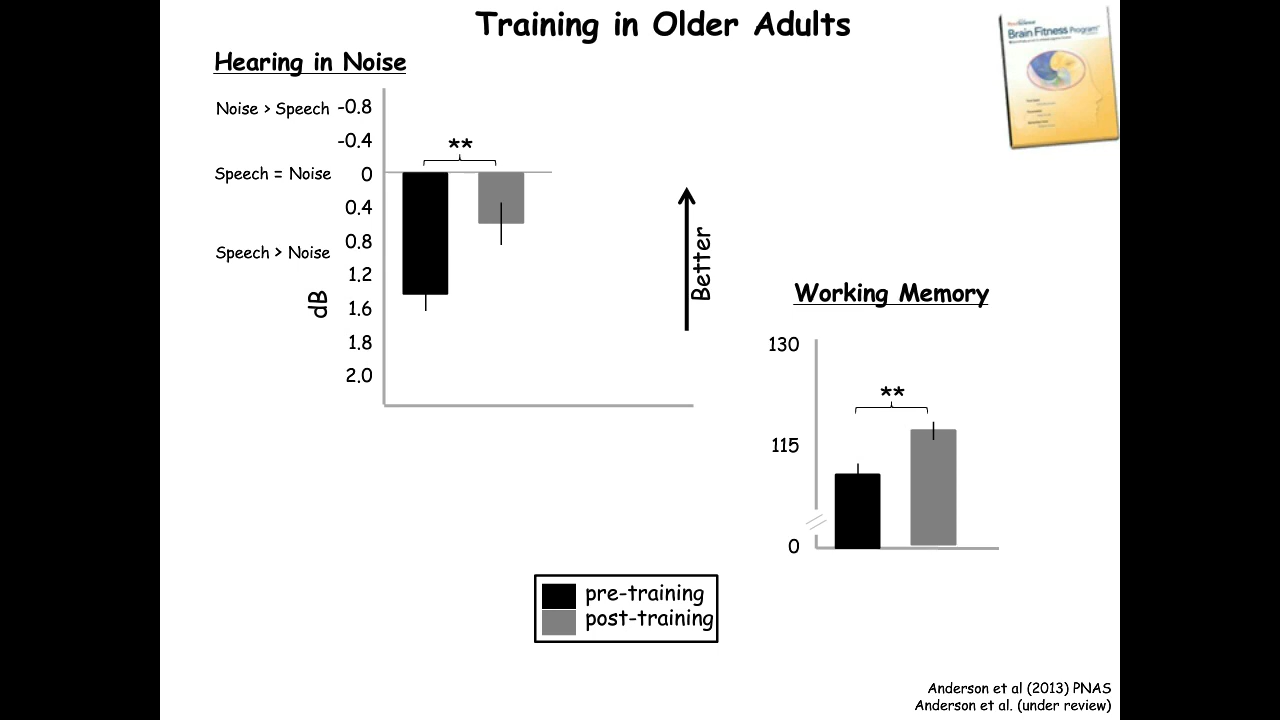 Training in Older Adults
Brain Fitness Program
Hearing in Noise
Noise > Speech
-0.8
-0.4
**
Speech = Noise
0
0.4
Speech > Noise
0.8
1.2
dB
1.6
1.8
2.0
Better
Working Memory
130
**
115
0
pre-training
post-training
Anderson et al (2013) PNAS
Anderson et al. (under review)